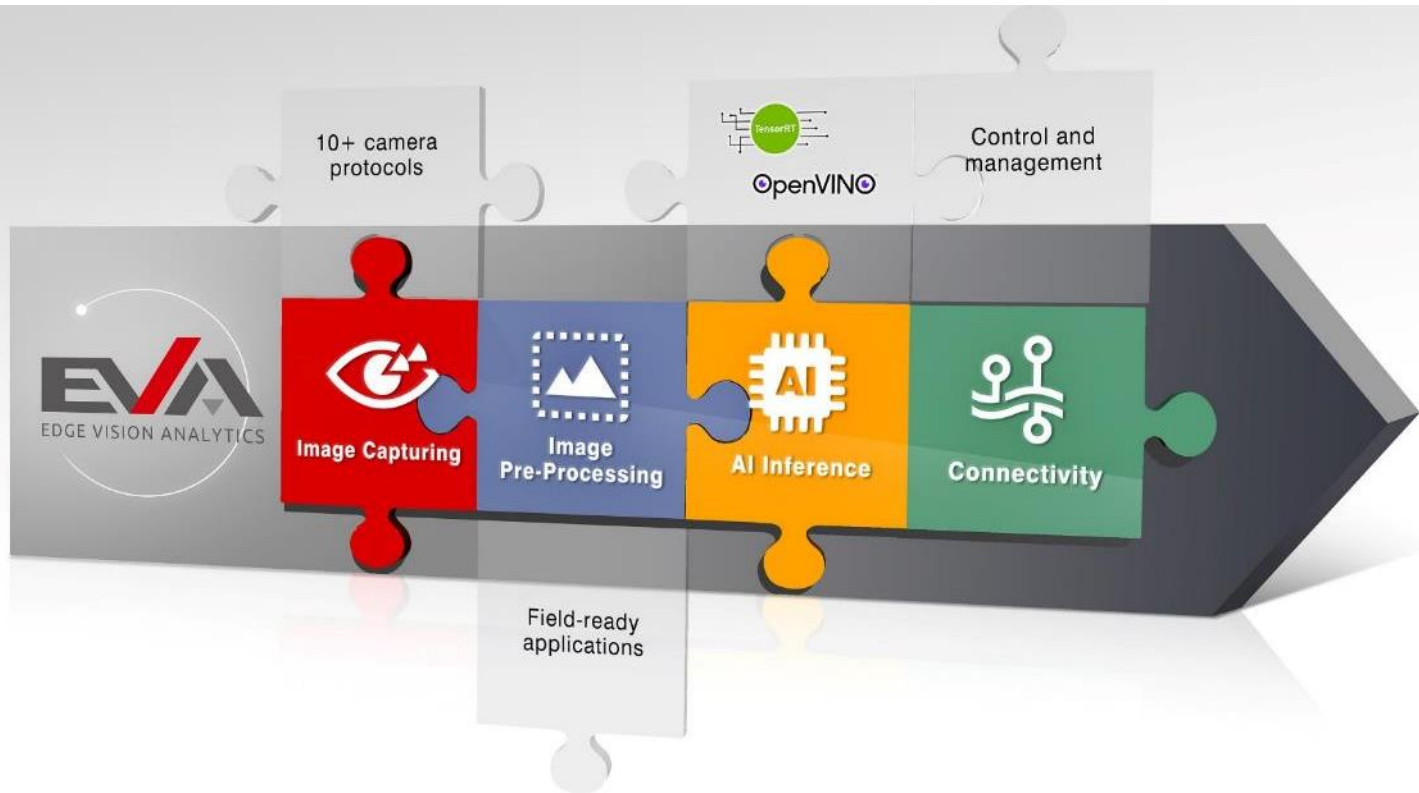 10+ camera
protocols
TensorRT
OpenVINO
Control and
management
EVA
EDGE VISION ANALYTICS
Image Capturing
Image
Pre-Processing
AI
AI Inference
Connectivity
Field-ready
applications